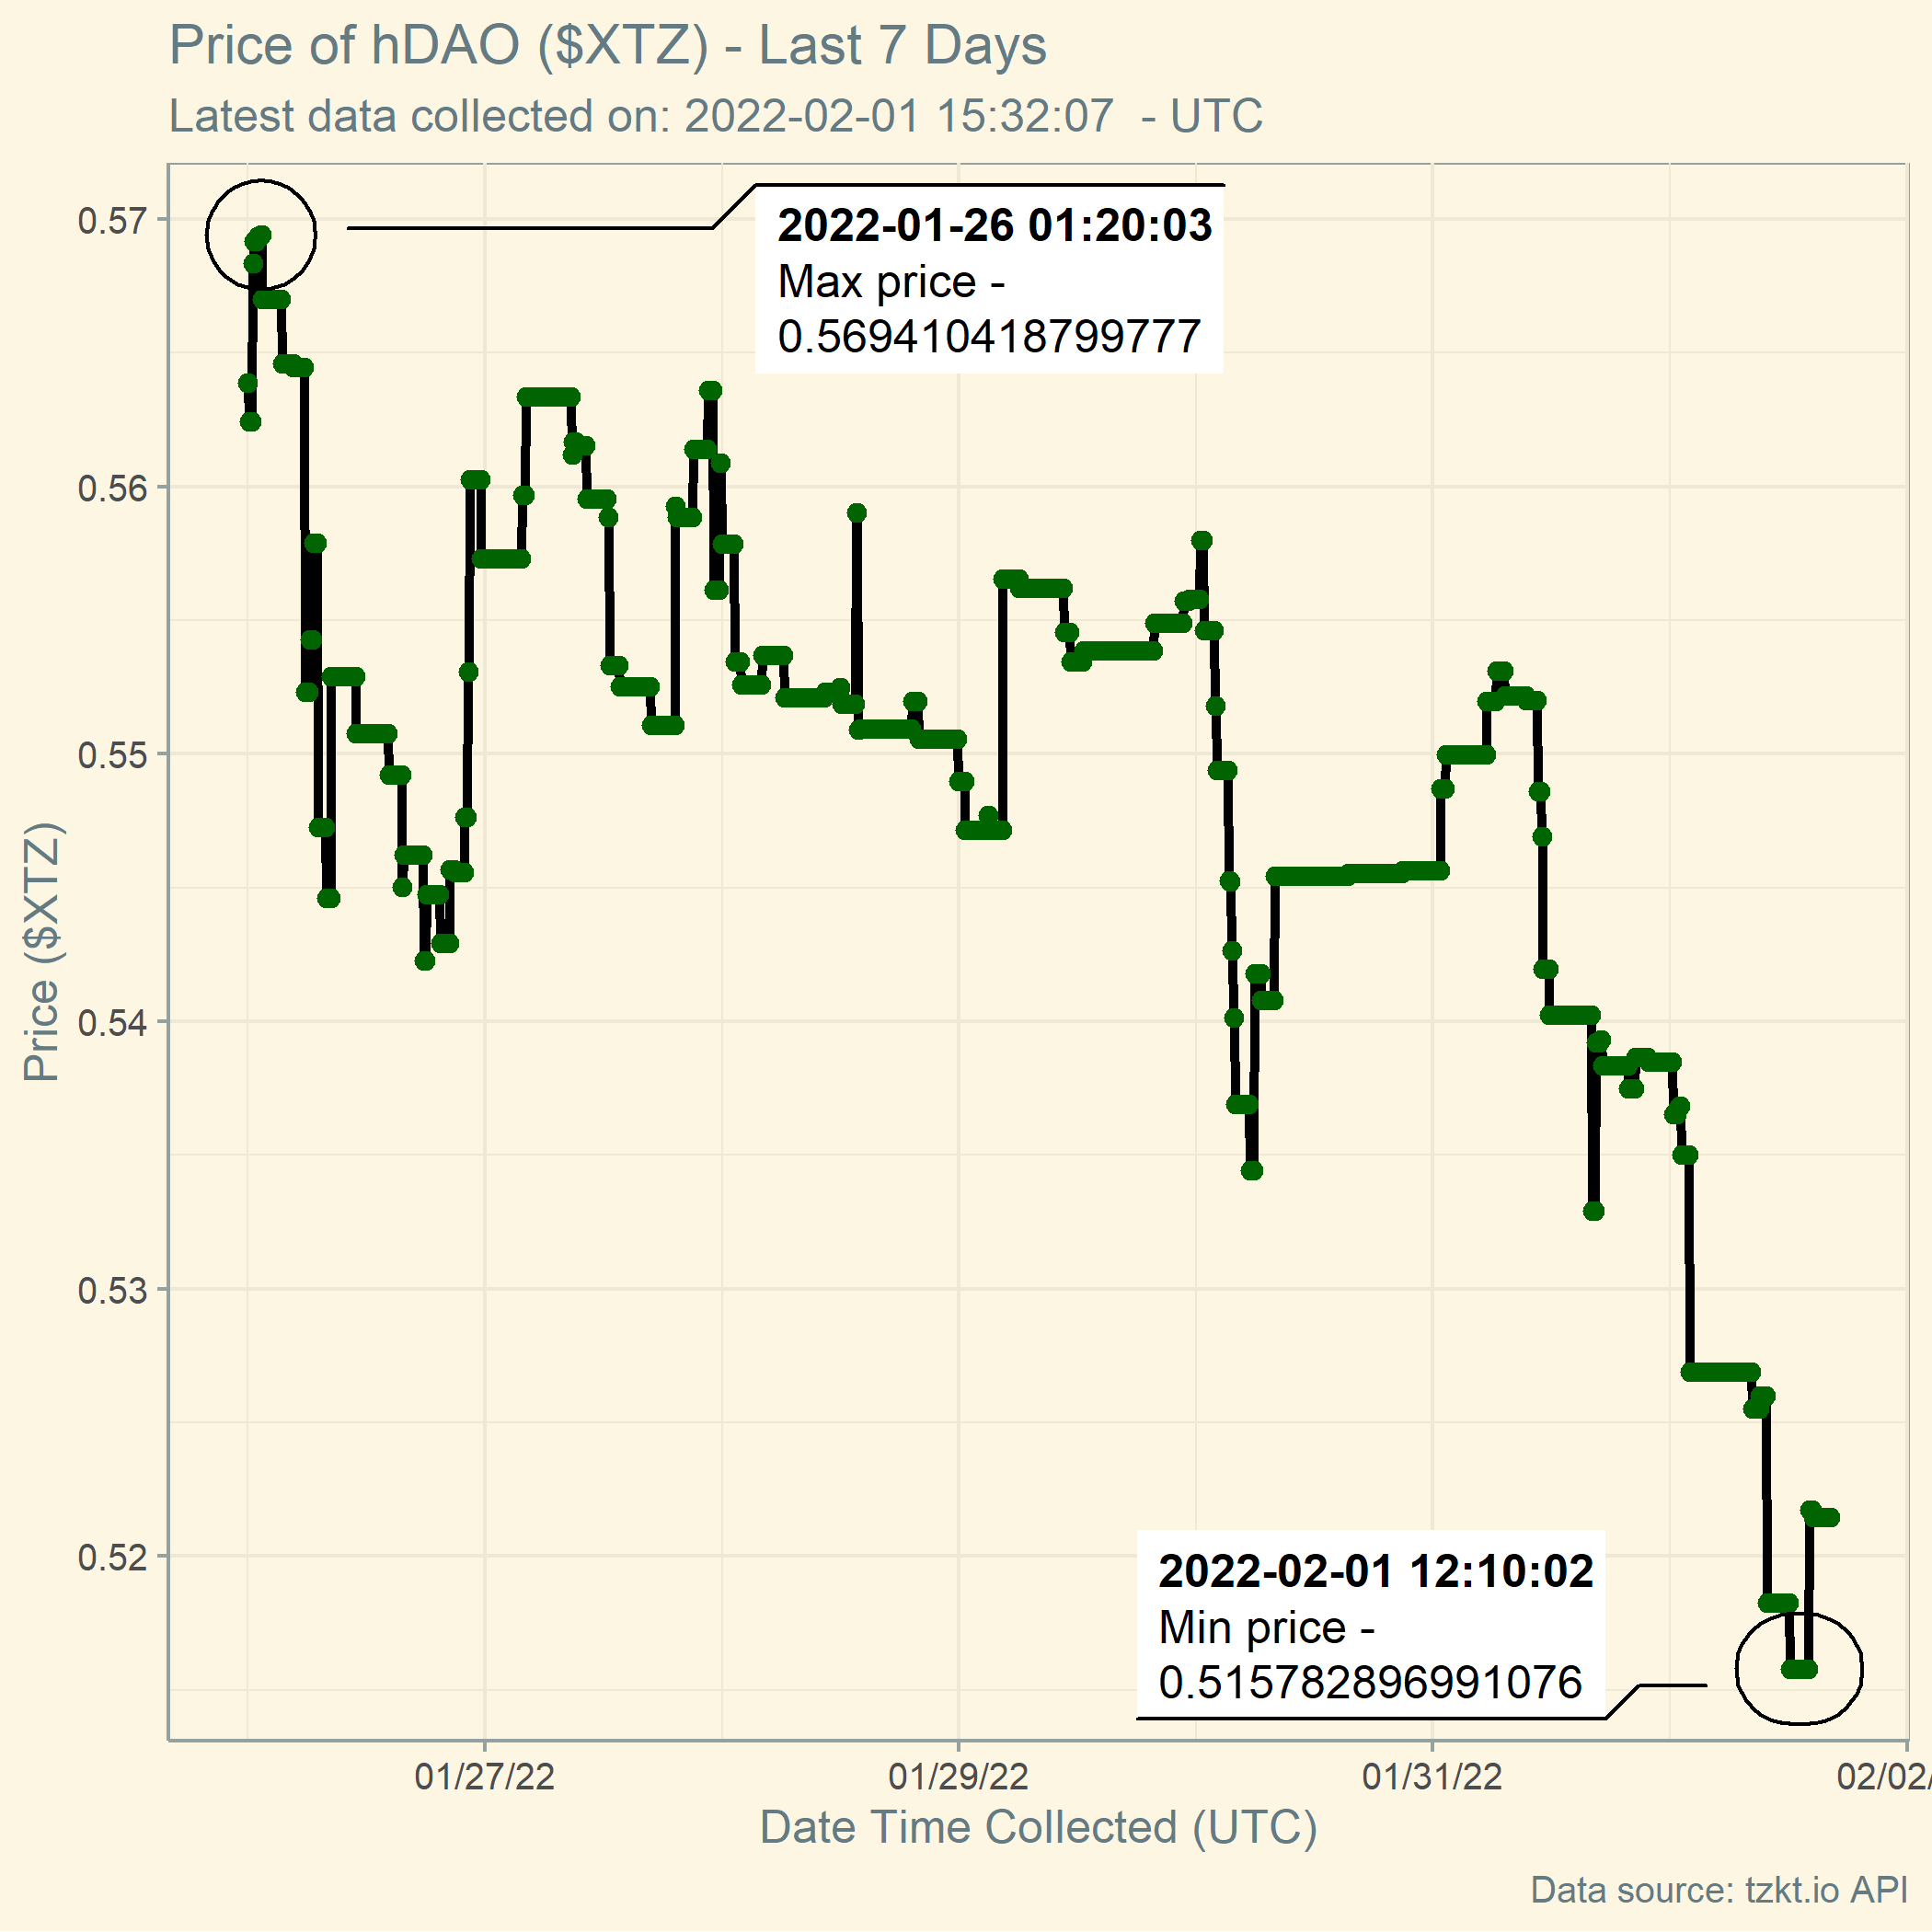 Price of hDAO ($XTZ) - Last 7 Days
Latest data collected on: 2022-02-01 15:32:07 - UTC
0.57
0.56
0.55
0.54
0.53
0.52
Price ($XTZ)
2022-01-26 01:20:03
Max price -
0.569410418799777
2022-02-01 12:10:02
Min price -
0.515782896991076
01/27/22
01/29/22
01/31/22
02/02/
Date Time Collected (UTC)
Data source: tzkt.io API